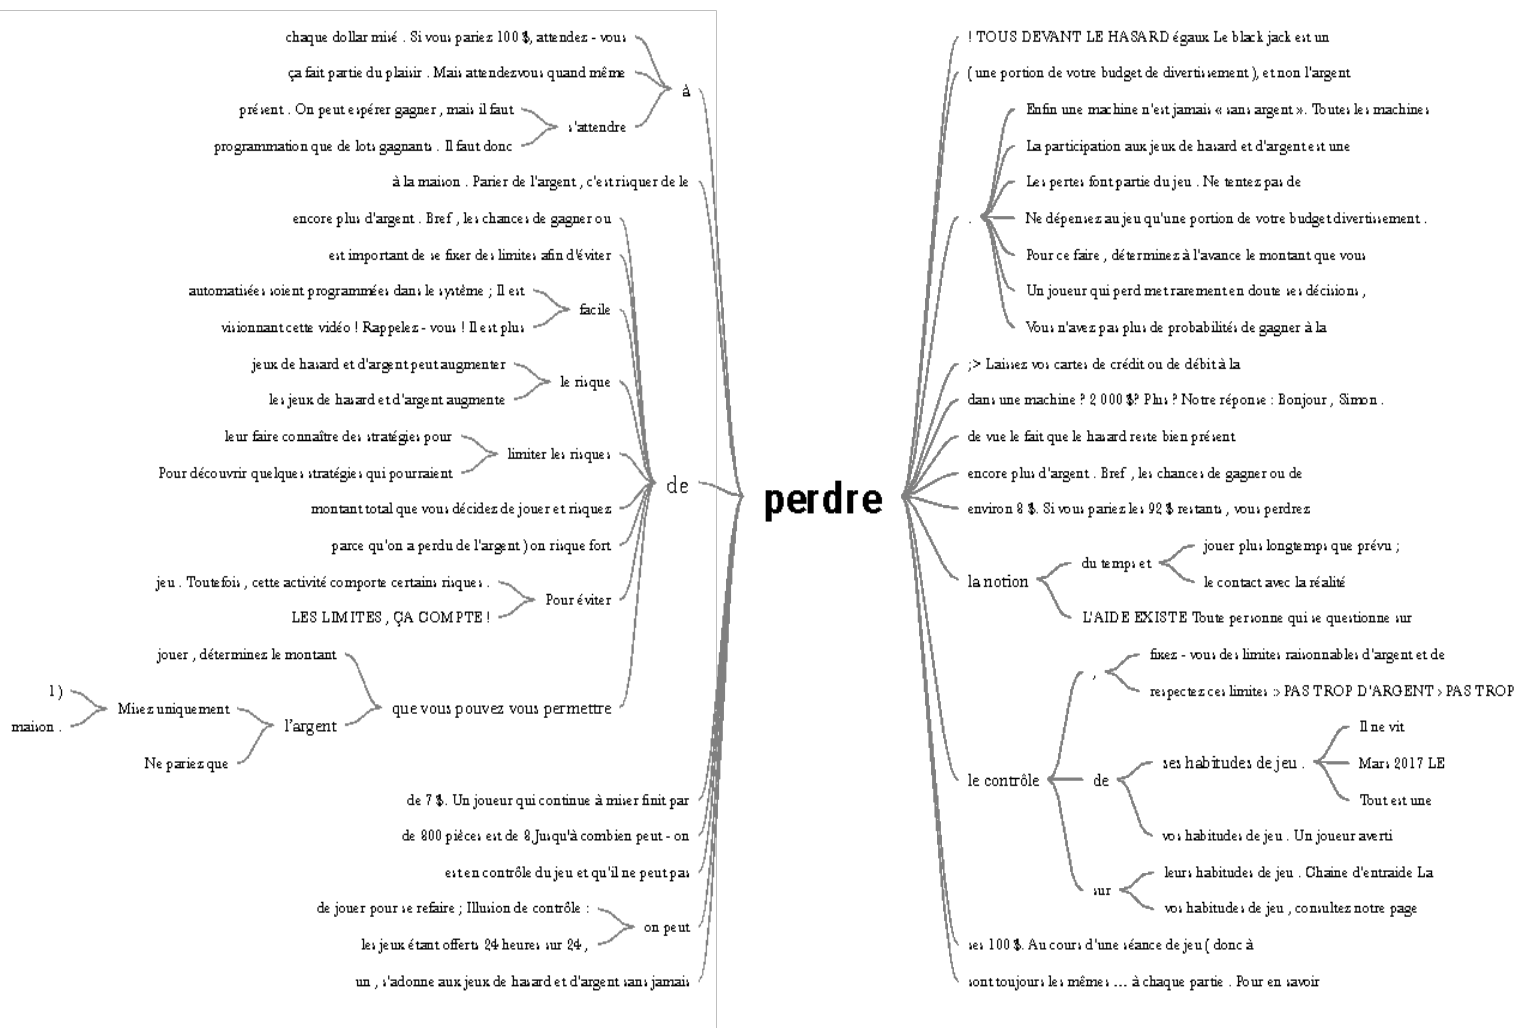 chaque dollar misé . Si vous pariez 100 $, attendez - vous
ça fait partie du plaisir . Mais attendezvous quand même
à
présent . On peut espérer gagner , mais il faut
s'attendre
programmation que de lots gagnants . Il faut donc
à la maison . Parier de l'argent , c'est risquer de le
encore plus d'argent . Bref , les chances de gagner ou
est important de se fixer des limites afin d'éviter
automatisées soient programmées dans le système ; Il est
facile
visionnant cette vidéo ! Rappelez - vous ! Il est plus
jeux de hasard et d'argent peut augmenter
le risque
les jeux de hasard et d'argent augmente
leur faire connaître des stratégies pour
limiter les risques
Pour découvrir quelques stratégies qui pourraient
de
montant total que vous décidez de jouer et risquez
parce qu'on a perdu de l'argent ) on risque fort
jeu . Toutefois , cette activité comporte certains risques .
Pour éviter
LES LIMITES , ÇA COMPTE !
jouer , déterminez le montant
que vous pouvez vous permettre
1 )
Misez uniquement
maison .
l'argent
Ne pariez que
de 7 $. Un joueur qui continue à miser finit par
de 800 pièces est de 8,Jusqu'à combien peut - on
est en contrôle du jeu et qu'il ne peut pas
de jouer pour se refaire ; Illusion de contrôle :
on peut
les jeux étant offerts 24 heures sur 24 ,
un , s'adonne aux jeux de hasard et d'argent sans jamais
perdre
! TOUS DEVANT LE HASARD égaux Le black jack est un
( une portion de votre budget de divertissement ), et non l'argent
.
Enfin une machine n'est jamais « sans argent ». Toutes les machines
La participation aux jeux de hasard et d'argent est une
Les pertes font partie du jeu . Ne tentez pas de
Ne dépensez au jeu qu'une portion de votre budget divertissement .
Pour ce faire , déterminez à l'avance le montant que vous
Un joueur qui perd met rarement en doute ses décisions ,
Vous n'avez pas plus de probabilités de gagner à la
;> Laissez vos cartes de crédit ou de débit à la
dans une machine ? 2 000 $? Plus ? Notre réponse : Bonjour , Simon .
de vue le fait que le hasard reste bien présent
encore plus d'argent . Bref , les chances de gagner ou de
environ 8 $. Si vous pariez les 92 $ restants , vous perdrez
la notion
du temps et
jouer plus longtemps que prévu ;
le contact avec la réalité
L'AIDE EXISTE Toute personne qui se questionne sur
le contrôle
,
fixez - vous des limites raisonnables d'argent et de
respectez ces limites :> PAS TROP D'ARGENT > PAS TROP
de
ses habitudes de jeu .
Il ne vit
Mars 2017 LE
Tout est une
vos habitudes de jeu . Un joueur averti
sur
leurs habitudes de jeu . Chaine d'entraide La
vos habitudes de jeu , consultez notre page
ses 100 $. Au cours d'une séance de jeu ( donc à
sont toujours les mêmes … à chaque partie . Pour en savoir